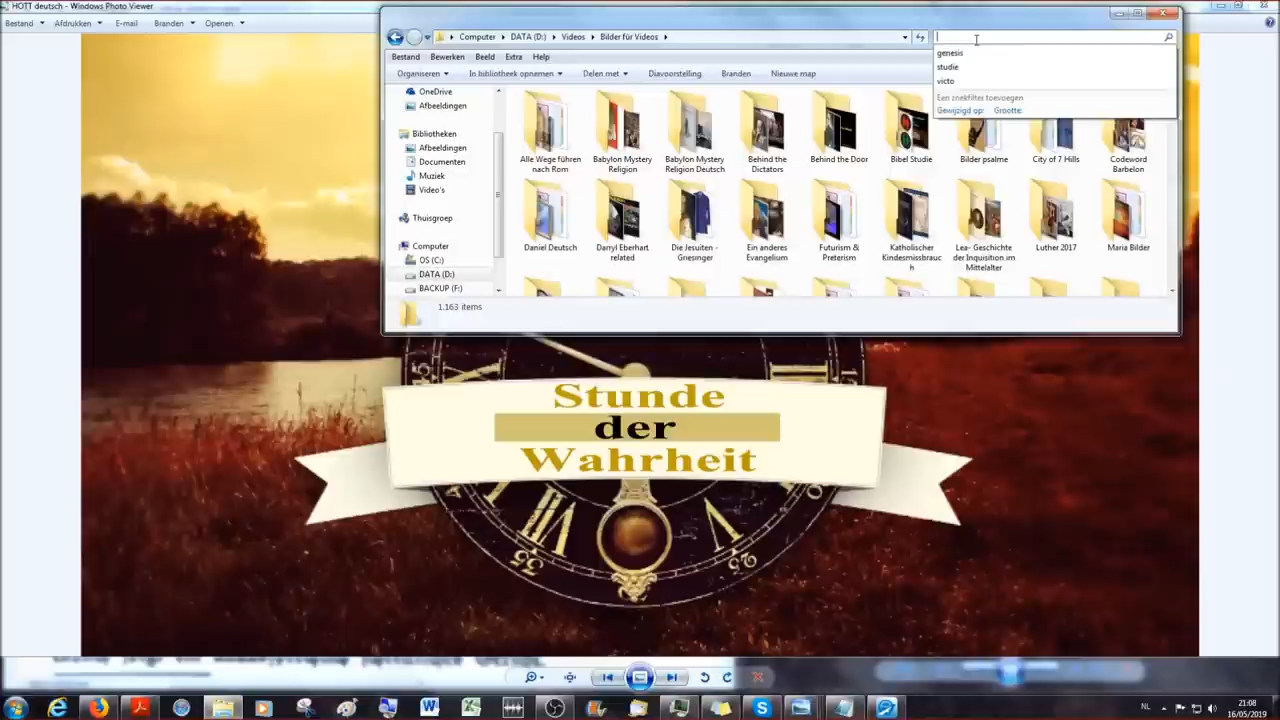 HOTT deutsch - Windows Photo Viewer
Bestand Afdrukken E-mail Branden Openen
Computer DATA (D:) Videos Bilder für Videos
Bestand Bewerken Beeld Extra Help
Organiseren In bibliotheek opnemen Delen met Diavoorstelling Branden Nieuwe map
genesis
studie
victo
Een zoekfilter toevoegen
Gewijzigd op: Grootte:
OneDrive
Afbeeldingen
Bibliotheken
Afbeeldingen
Documenten
Muziek
Video's
Thuisgroep
Computer
OS (C:)
DATA (D:)
BACKUP (F:)
Alle Wege führen nach Rom
Babylon Mystery Religion
Babylon Mystery Religion Deutsch
Behind the Dictators
Behind the Door
Bibel Studie
Bilder psalme
City of 7 Hills
Codeword Barbelon
Daniel Deutsch
Darryl Eberhart related
Die Jesuiten - Griesinger
Ein anderes Evangelium
Futurism & Preterism
Katholischer Kindesmissbrauch
Lea- Geschichte der Inquisition im Mittelalter
Luther 2017
Maria Bilder
1.163 items
Stunde
der
Wahrheit
NL
21:08
16/05/2019